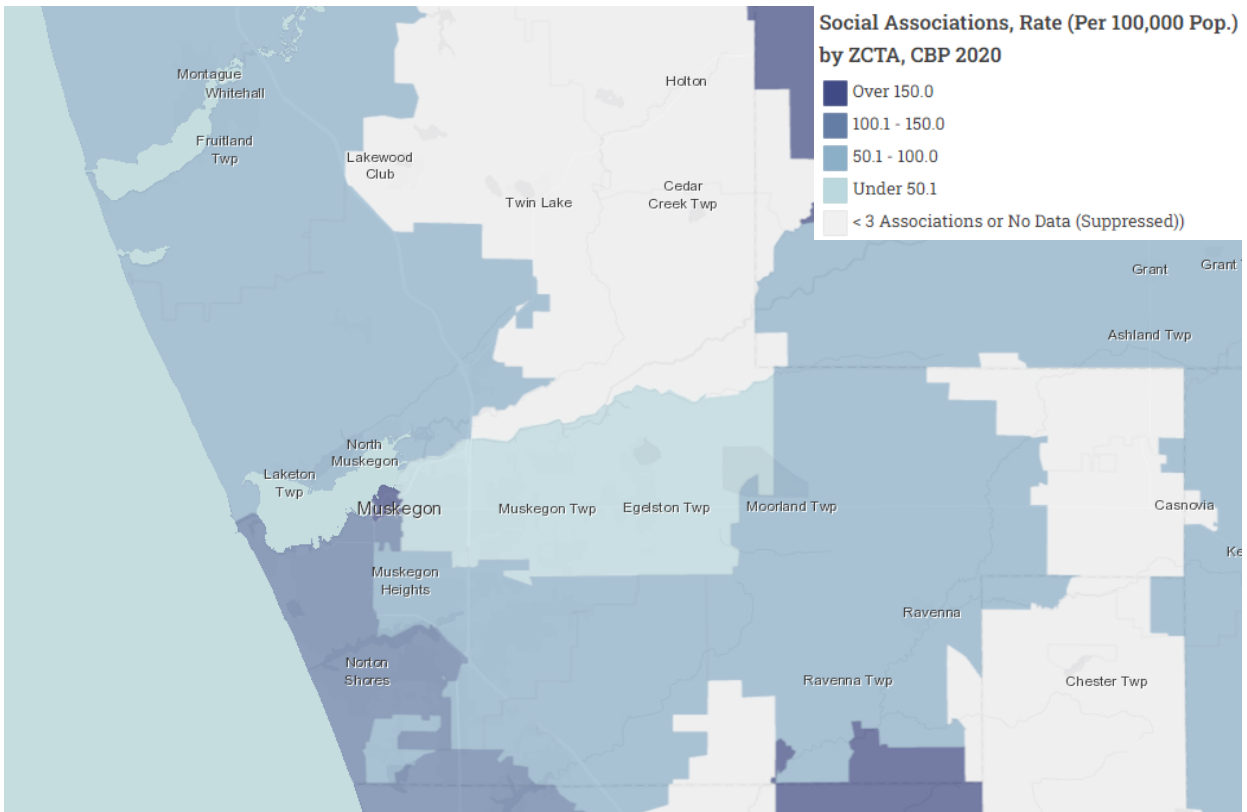 Social Associations, Rate (Per 100,000 Pop.)
by ZCTA, CBP 2020
Over 150.0
100.1 - 150.0
50.1 - 100.0
Under 50.1
< 3 Associations or No Data (Suppressed))
Montague
Whitehall
Fruitland
Twp
Holton
Lakewood
Club
Twin Lake
Cedar
Creek Twp
Grant
Grant
Ashland Twp
North
Muskegon
Laketon
Twp
Muskegon
Muskegon Twp
Egelston Twp
Moorland Twp
Casnovia
Muskegon
Heights
Ravenna
Norton
Shores
Ravenna Twp
Chester Twp